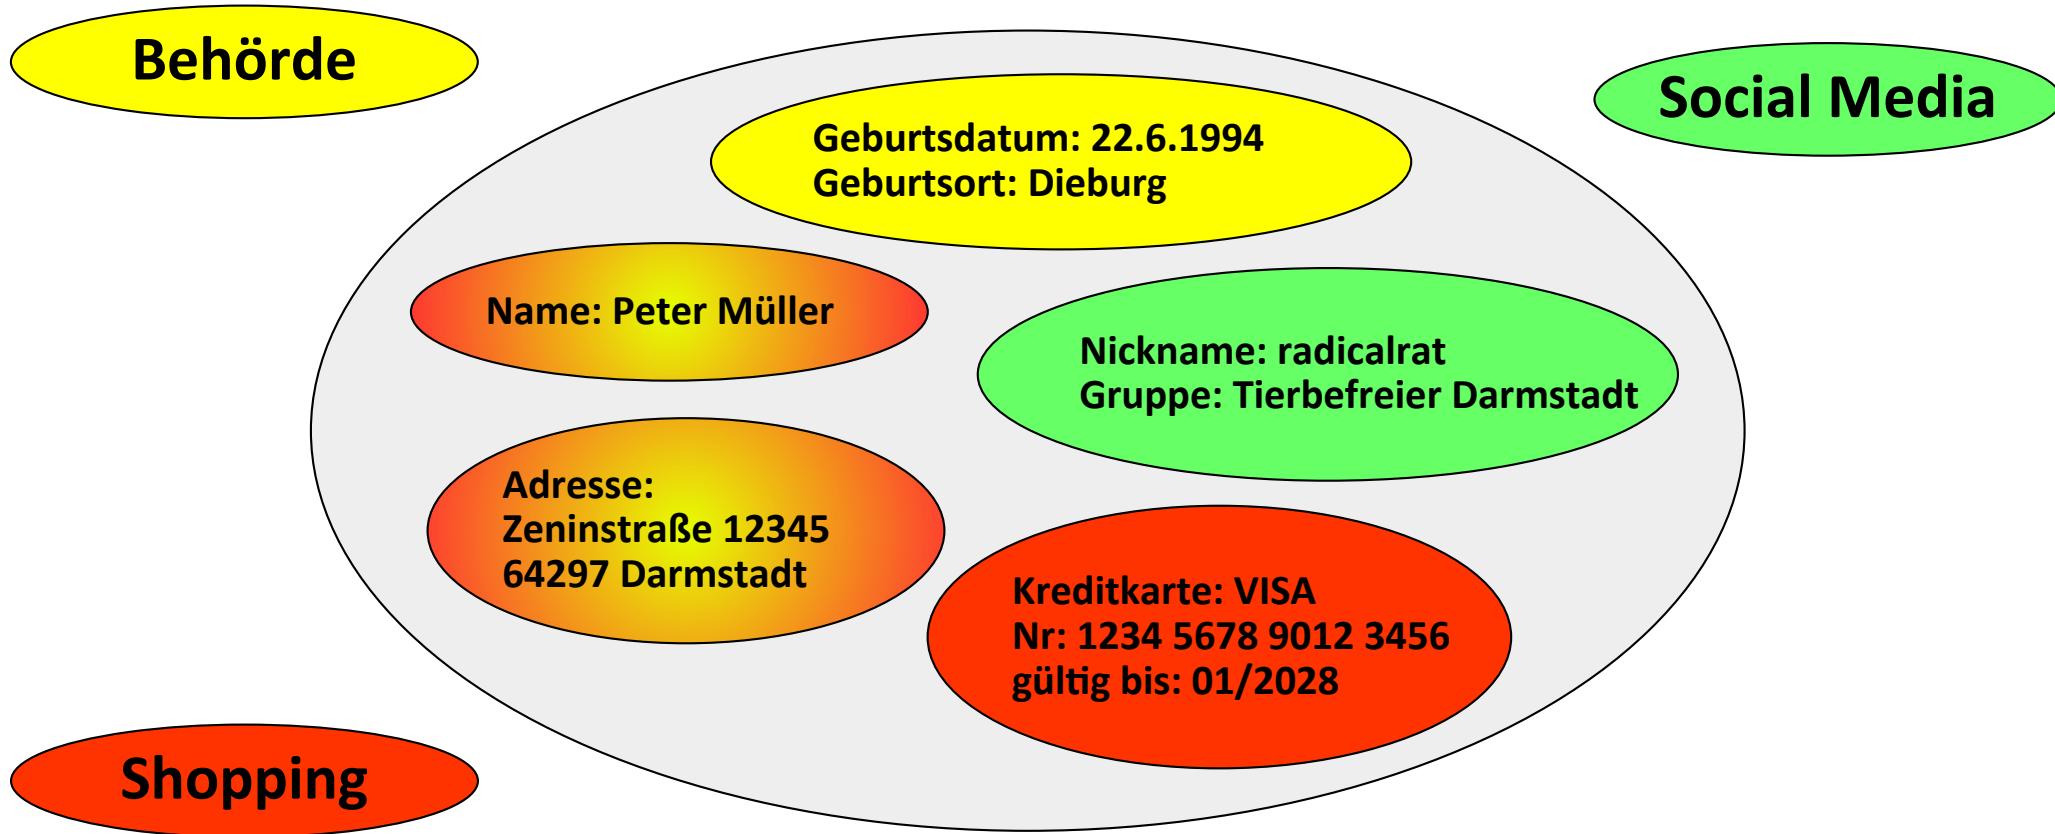 Behörde
Social Media
Geburtsdatum: 22.6.1994
Geburtsort: Dieburg
Name: Peter Müller
Nickname: radicalrat
Gruppe: Tierbefreier Darmstadt
Adresse:
Zeninstraße 12345
64297 Darmstadt
Kreditkarte: VISA
Nr: 1234 5678 9012 3456
gültig bis: 01/2028
Shopping